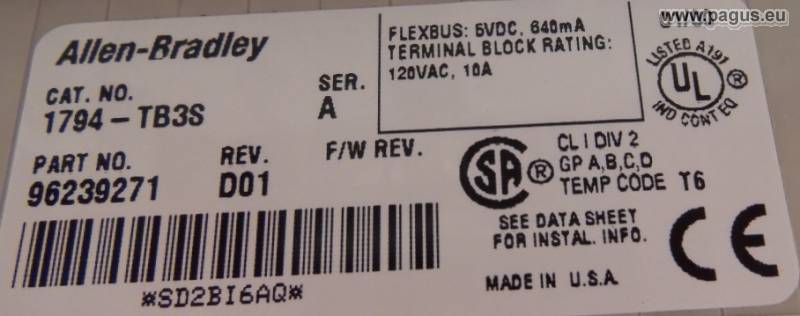 www.pagus.eu
Allen-Bradley
CAT. NO.
1794-TB3S
SER.
A
PART NO.
96239271
REV.
D01
F/W REV.
*SD2BI6AQ*
FLEXBUS: 5VDC, 640mA
TERMINAL BLOCK RATING:
120VAC, 10A
LISTED A191
UL ®
IND CONT EQ
SA ®
CL I DIV 2
GP A,B,C,D
TEMP CODE T6
SEE DATA SHEET
FOR INSTAL. INFO.
CE
MADE IN U.S.A.